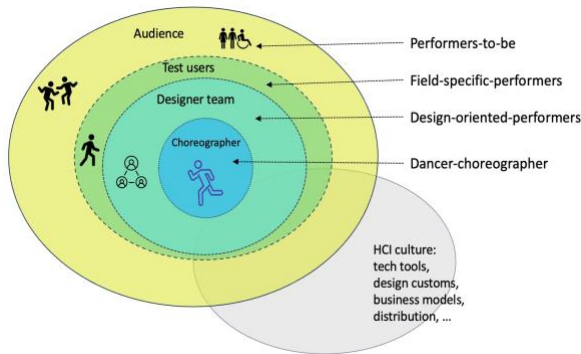 Audience
Performers-to-be
Test users
Field-specific-performers
Designer team
Design-oriented-performers
Choreographer
Dancer-choreographer
HCI culture:
tech tools,
design customs,
business models,
distribution, ...